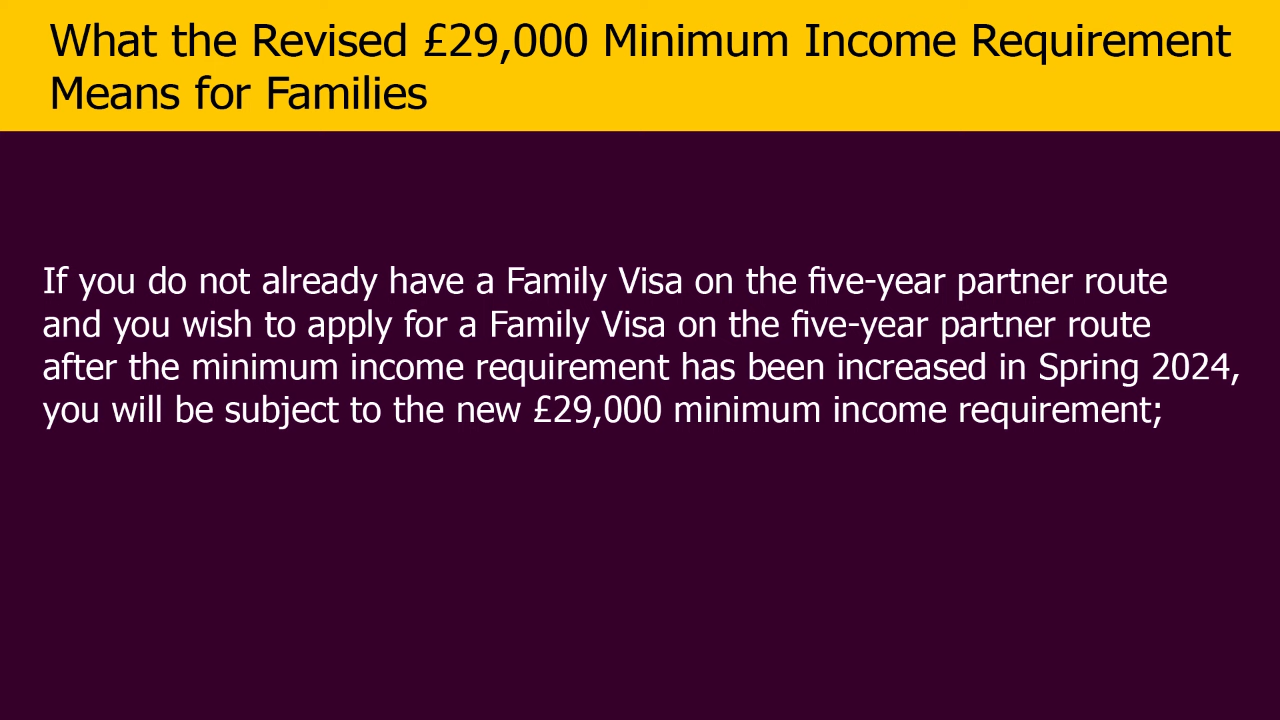 What the Revised £29,000 Minimum Income Requirement
Means for Families
If you do not already have a Family Visa on the five-year partner route
and you wish to apply for a Family Visa on the five-year partner route
after the minimum income requirement has been increased in Spring 2024,
you will be subject to the new £29,000 minimum income requirement;